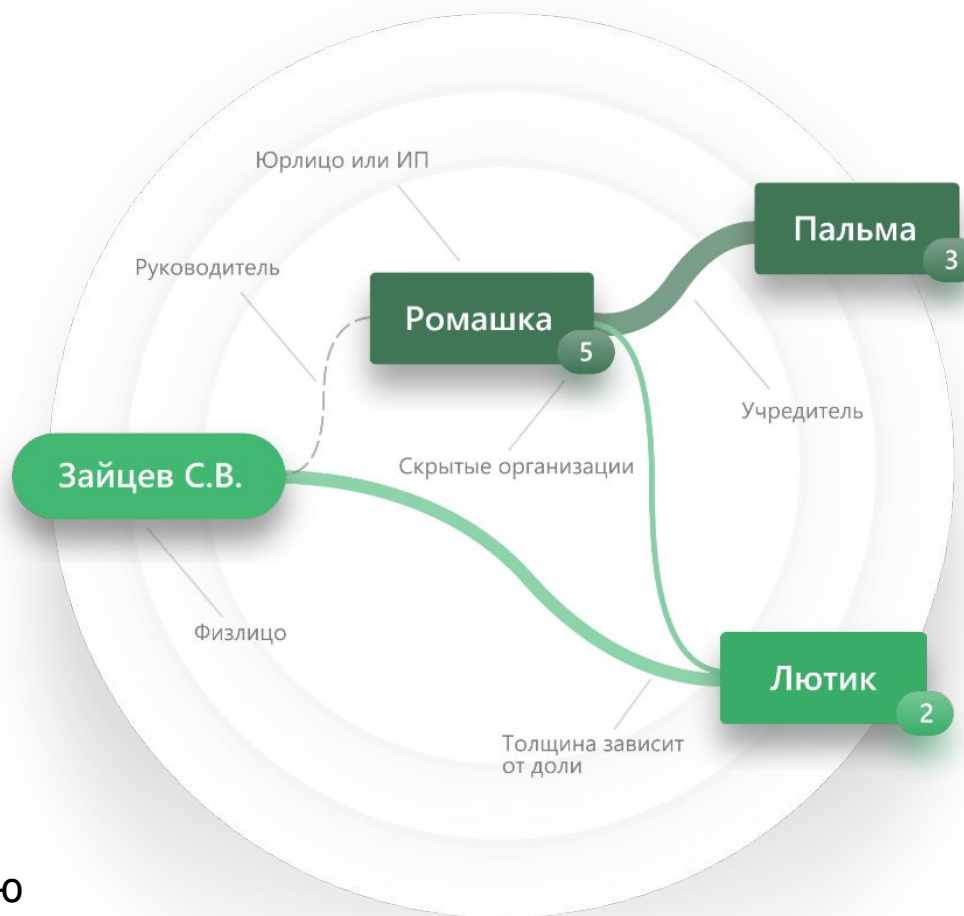 Юрлицо или ИП
Пальма
3
Руководитель
Ромашка
5
Учредитель
Скрытые организации
Зайцев С.В.
Физлицо
Лютик
2
Толщина зависит
от доли
ю